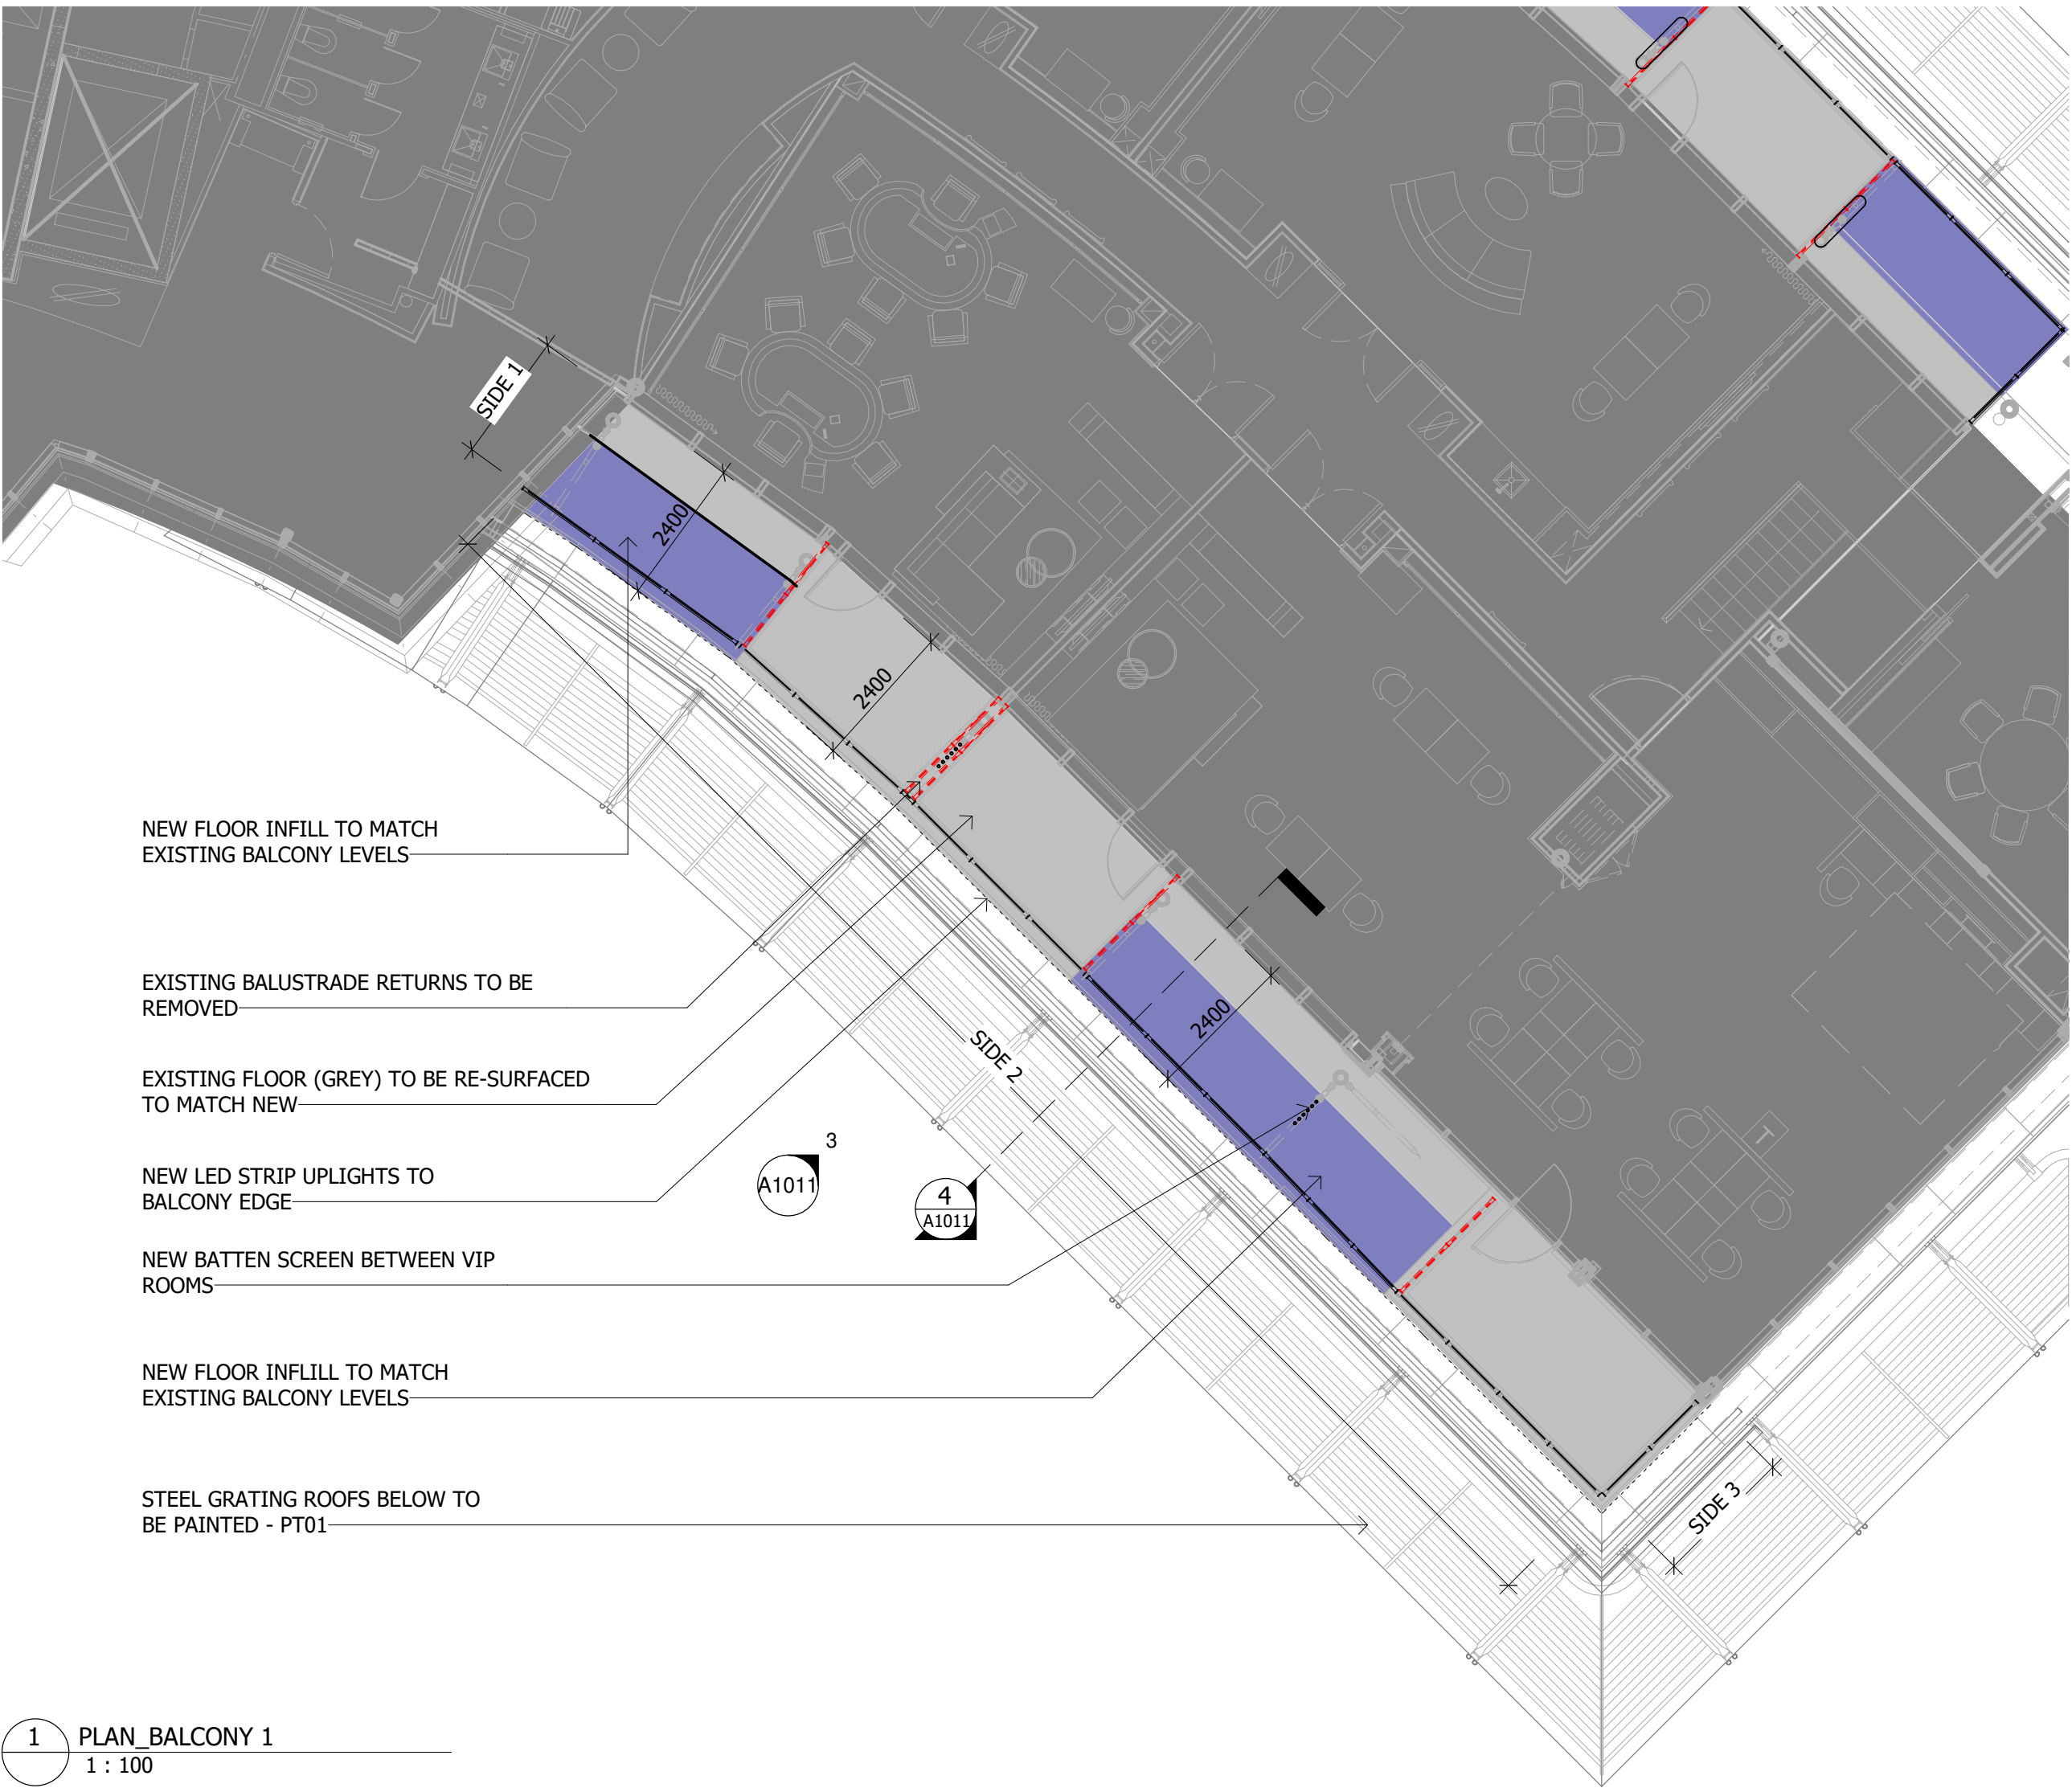 SIDE 1
2400
2400
2400
NEW FLOOR INFILL TO MATCH
EXISTING BALCONY LEVELS
EXISTING BALUSTRADE RETURNS TO BE
REMOVED
EXISTING FLOOR (GREY) TO BE RE-SURFACED
TO MATCH NEW
NEW LED STRIP UPLIGHTS TO
BALCONY EDGE
NEW BATTEN SCREEN BETWEEN VIP
ROOMS
NEW FLOOR INFLILL TO MATCH
EXISTING BALCONY LEVELS
STEEL GRATING ROOFS BELOW TO
BE PAINTED - PT01
SIDE 2
3
A1011
4
A1011
SIDE 3
1 PLAN_BALCONY 1
1 : 100